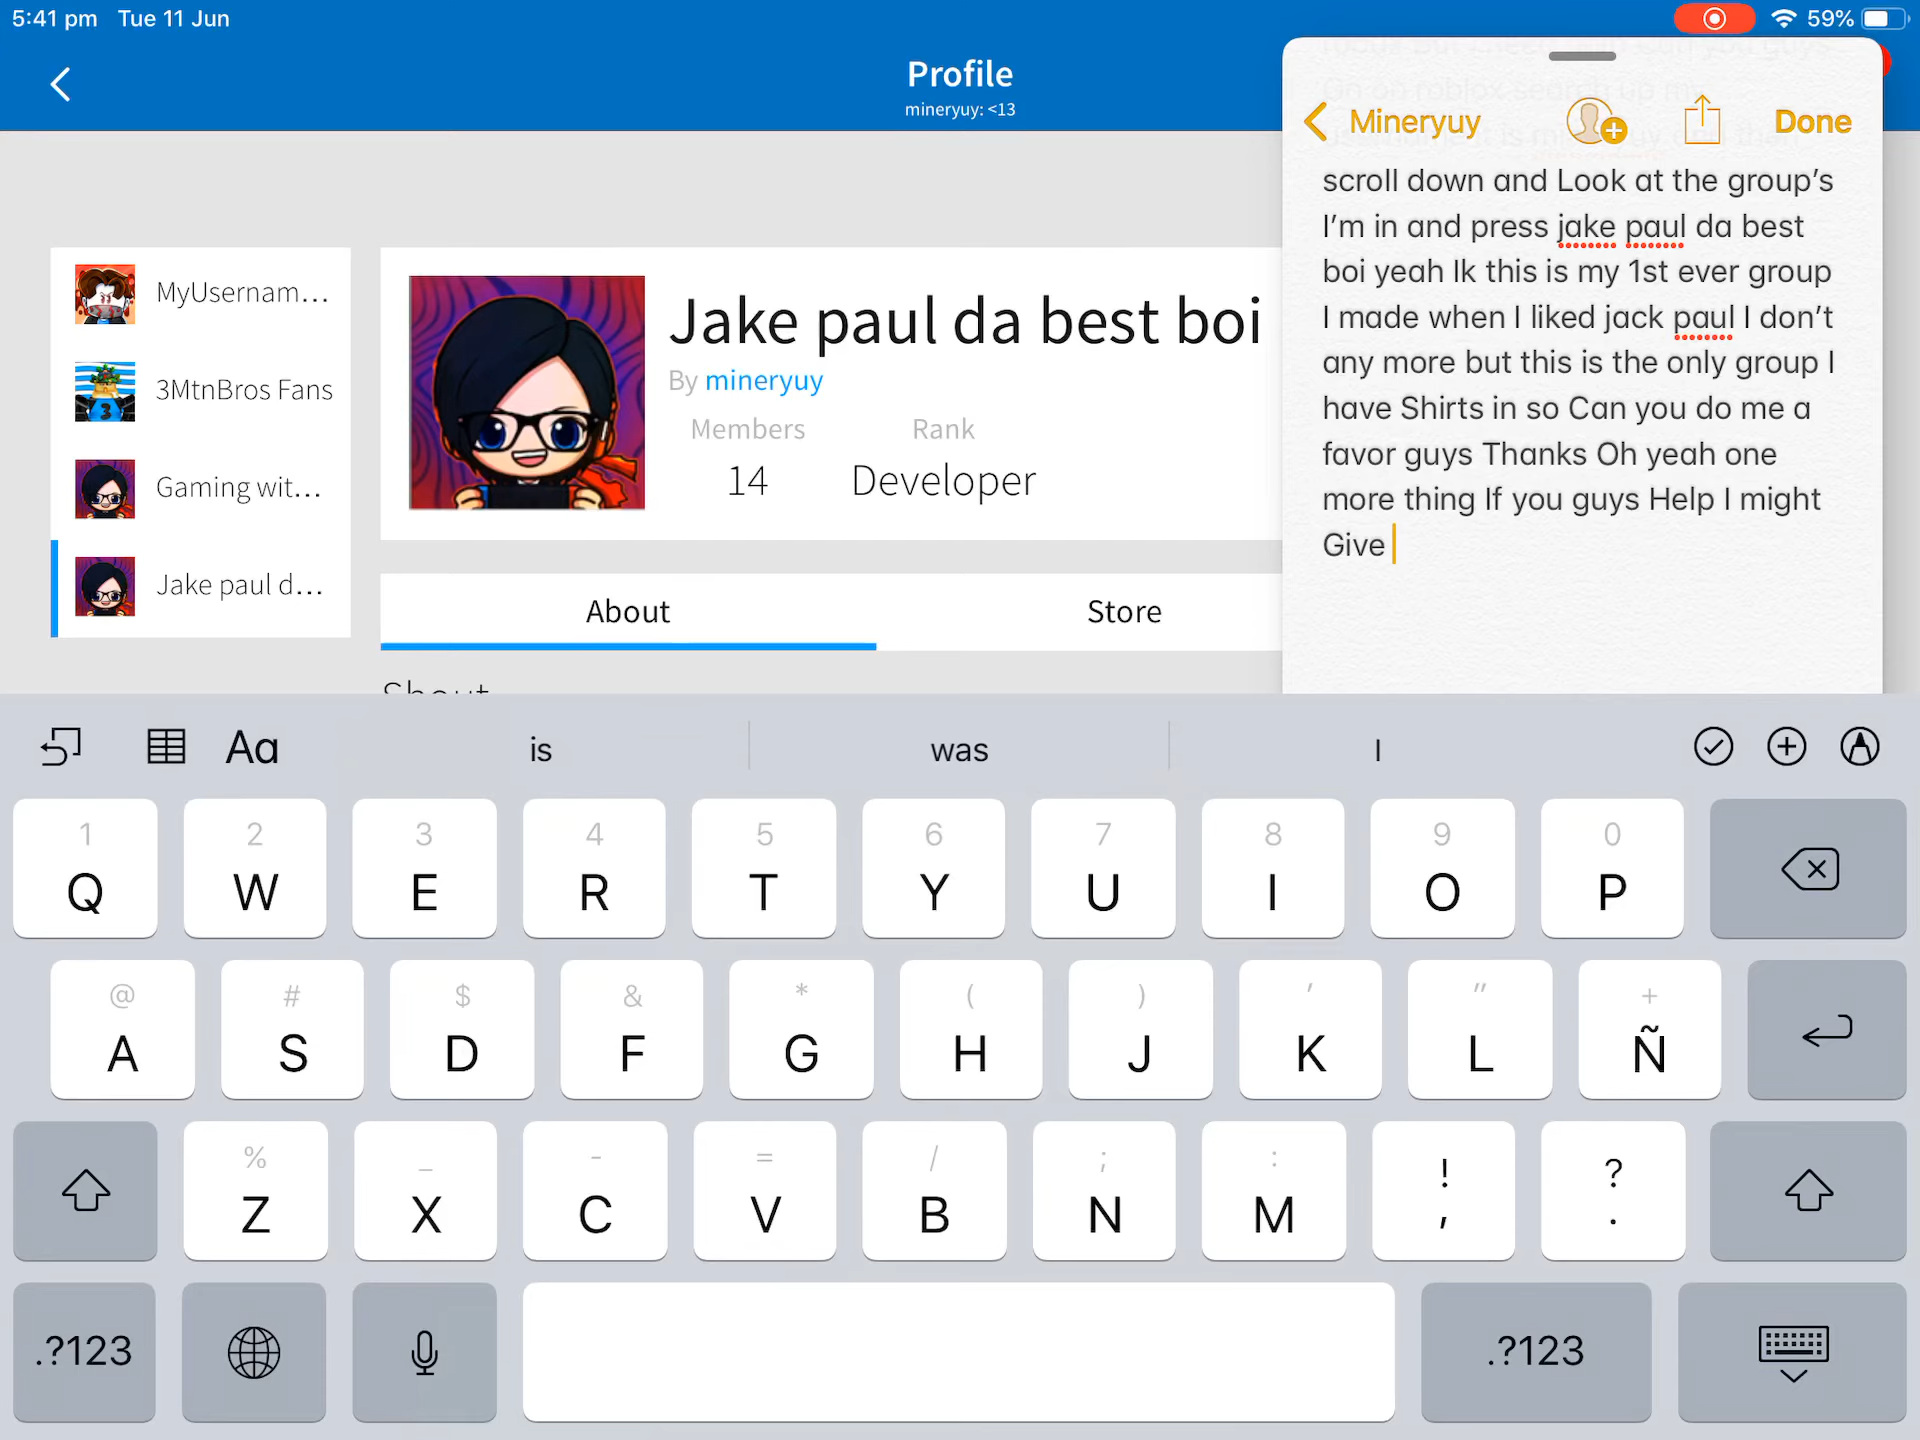 5:41 pm Tue 11 Jun
59%
Profile
mineryuy: <13
MyUsernam...
3MtnBros Fans
Gaming wit...
Jake paul d...
Jake paul da best boi
By mineryuy
Members Rank
14 Developer
About Store
Shout
Mineryuy Done
scroll down and Look at the group's
I'm in and press jake paul da best
boi yeah Ik this is my 1st ever group
I made when I liked jack paul I don't
any more but this is the only group I
have Shirts in so Can you do me a
favor guys Thanks Oh yeah one
more thing If you guys Help I might
Give
Aa is was I
1 2 3 4 5 6 7 8 9 0
Q W E R T Y U I O P
@ # $ & * ( ) ' " +
A S D F G H J K L Ñ
% _ - = / ; : ! ?
Z X C V B N M , .
.?123 .?123